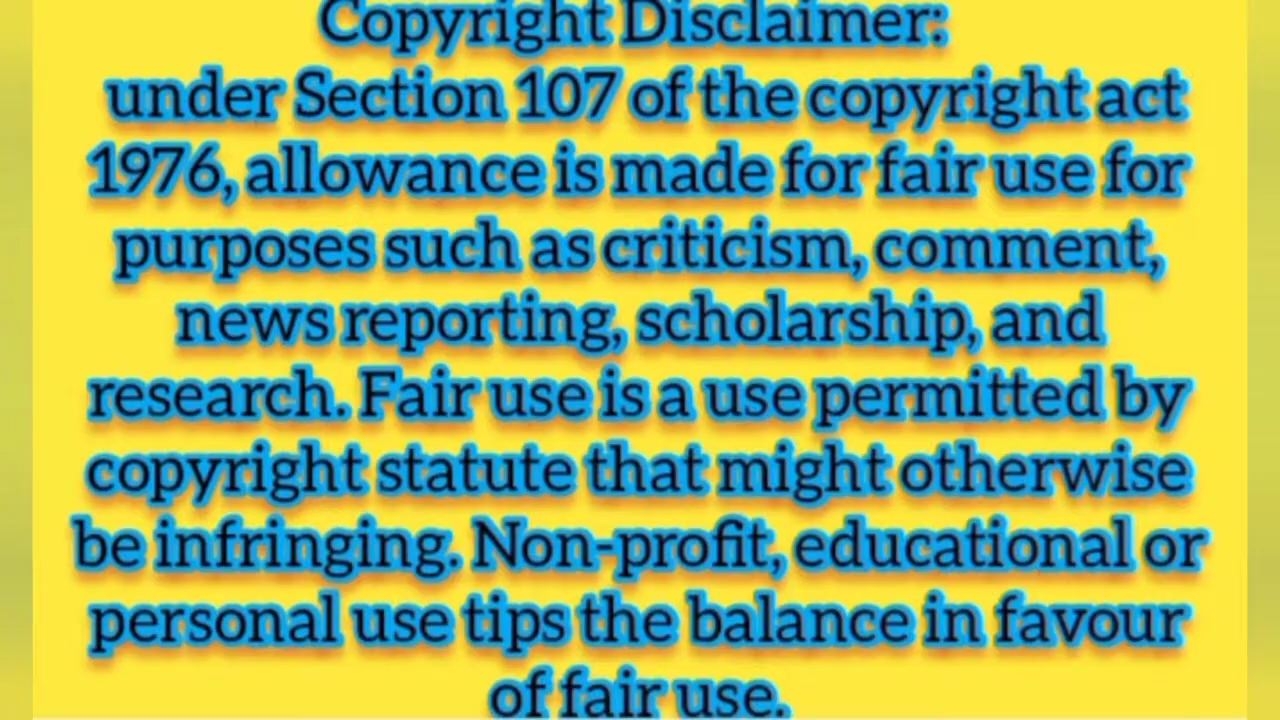 Copyright Disclaimer:
under Section 107 of the copyright act
1976, allowance is made for fair use for
purposes such as criticism, comment,
news reporting, scholarship, and
research. Fair use is a use permitted by
copyright statute that might otherwise
be infringing. Non-profit, educational or
personal use tips the balance in favour
of fair use.